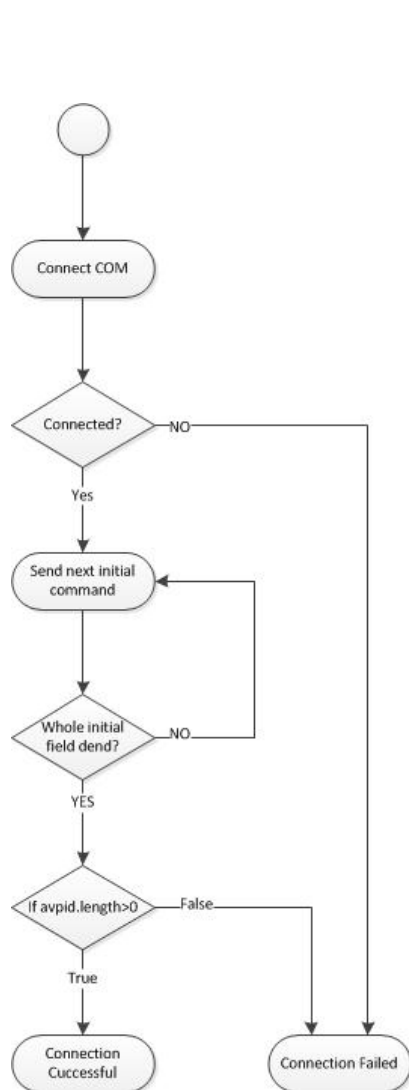 Connect COM
Connected?
NO
Yes
Send next initial
command
Whole initial
field dend?
NO
YES
If avpid.length>0
False
True
Connection
Cuccessful
Connection Failed